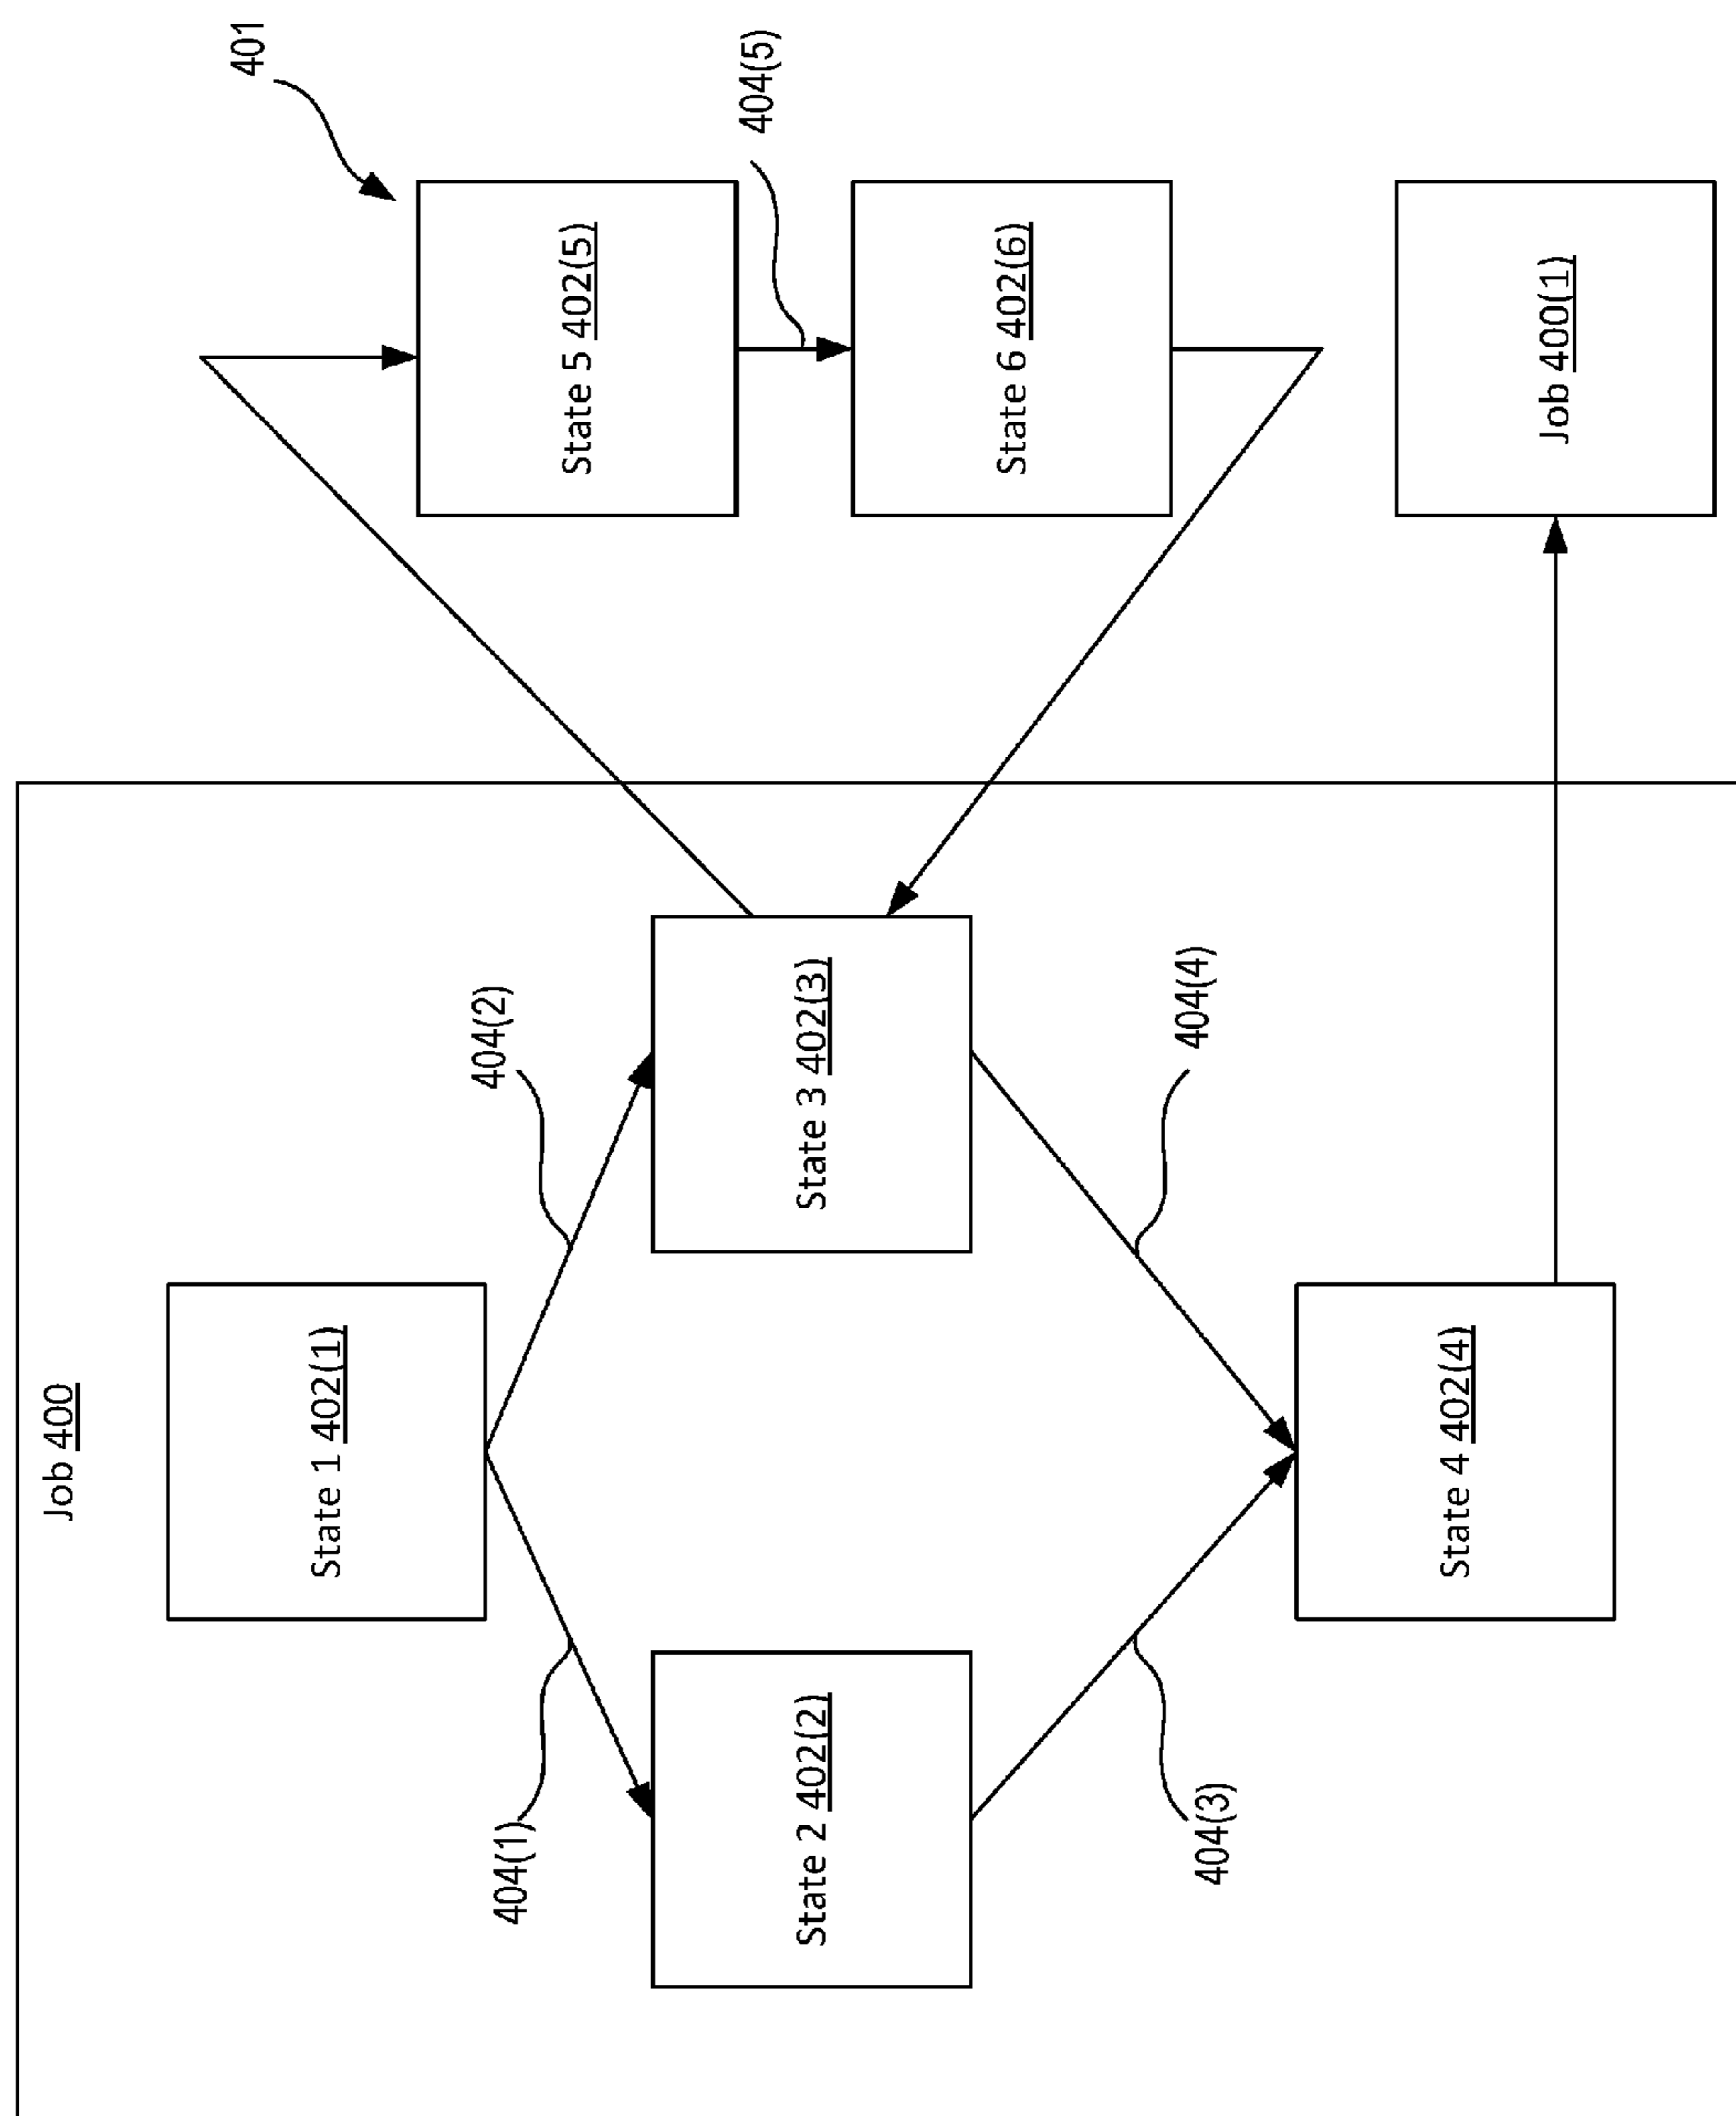 Job 400
State 1 402(1)
404(1)
404(2)
State 2 402(2)
State 3 402(3)
404(3)
404(4)
State 4 402(4)
401
State 5 402(5)
404(5)
State 6 402(6)
Job 400(1)